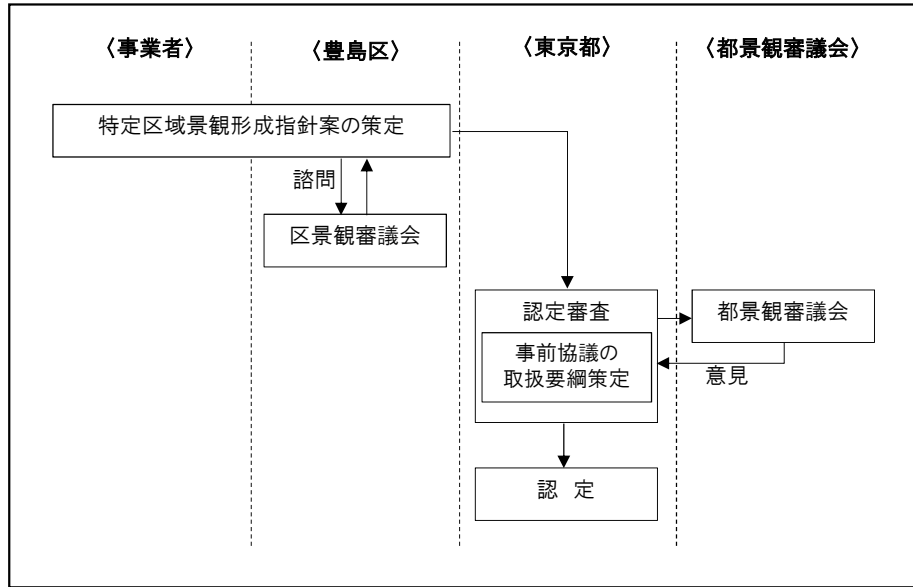 〈事業者〉
〈豊島区〉
〈東京都〉
〈都景観審議会〉
特定区域景観形成指針案の策定
諮問
区景観審議会
認定審査
都景観審議会
事前協議の
取扱要綱策定
意見
認 定